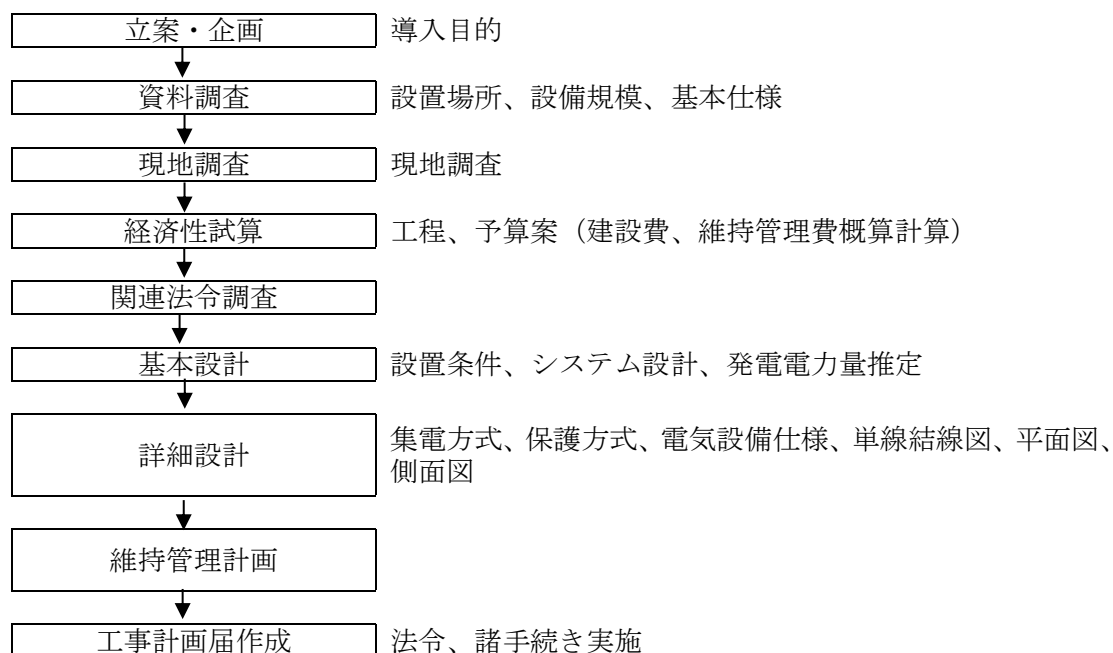 立案・企画 導入目的
資料調査 設置場所、設備規模、基本仕様
現地調査 現地調査
経済性試算 工程、予算案（建設費、維持管理費概算計算）
関連法令調査
基本設計 設置条件、システム設計、発電電力量推定
詳細設計 集電方式、保護方式、電気設備仕様、単線結線図、平面図、
側面図
維持管理計画
工事計画届作成 法令、諸手続き実施